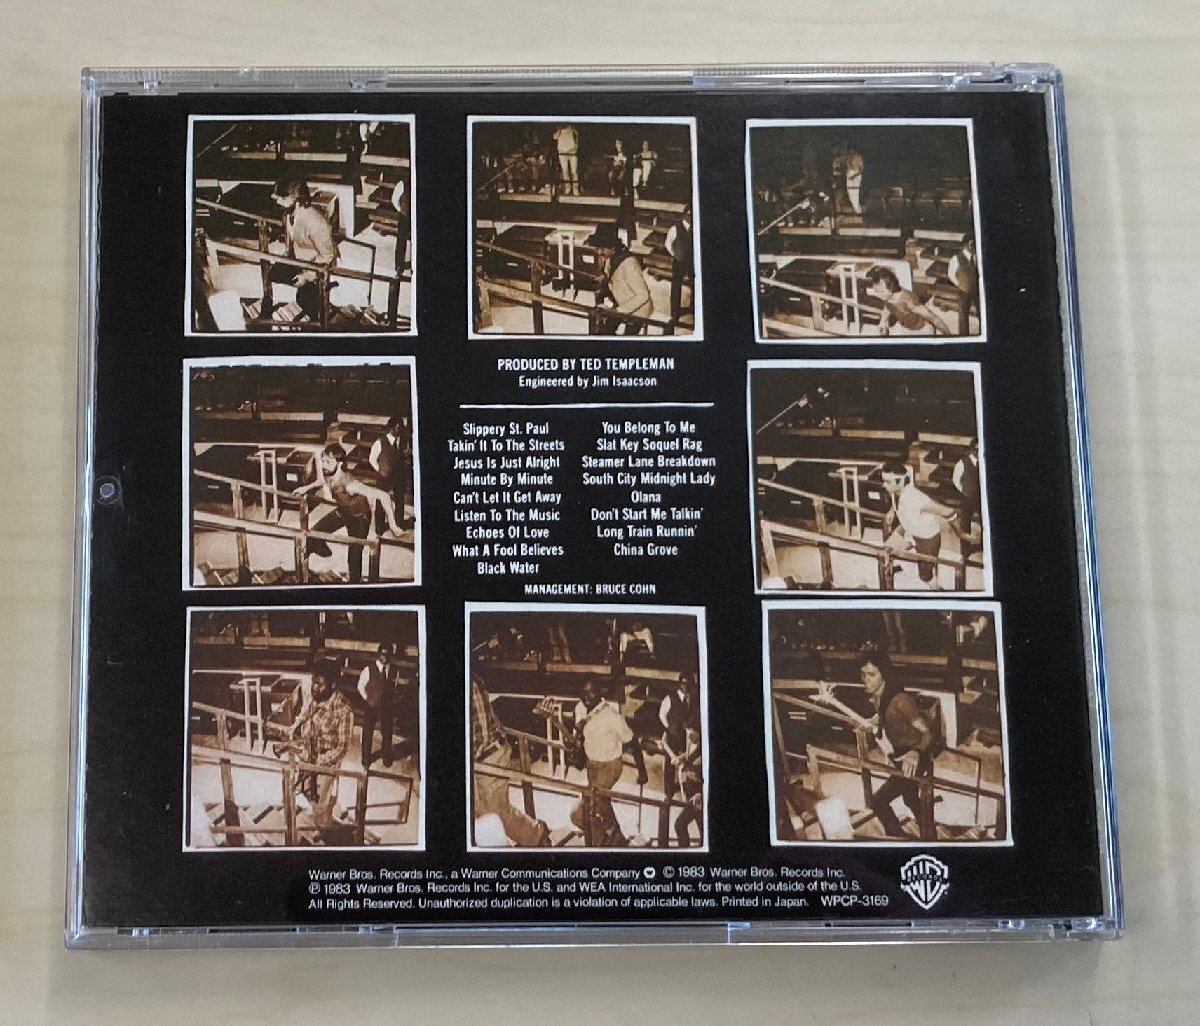 PRODUCED BY TED TEMPLEMAN
Engineered by Jim Isaacson
Slippery St. Paul
Takin' It To The Streets
Jesus Is Just Alright
Minute By Minute
Can't Let It Get Away
Listen To The Music
Echoes Of Love
What A Fool Believes
Black Water
You Belong To Me
Slat Key Soquel Rag
Steamer Lane Breakdown
South City Midnight Lady
Olana
Don't Start Me Talkin'
Long Train Runnin'
China Grove
MANAGEMENT: BRUCE COHN
Warner Bros. Records Inc., a Warner Communications Company © 1983 Warner Bros. Records Inc.
℗ 1983 Warner Bros. Records Inc. for the U.S. and WEA International Inc. for the world outside of the U.S.
All Rights Reserved. Unauthorized duplication is a violation of applicable laws. Printed in Japan. WPCP-3169